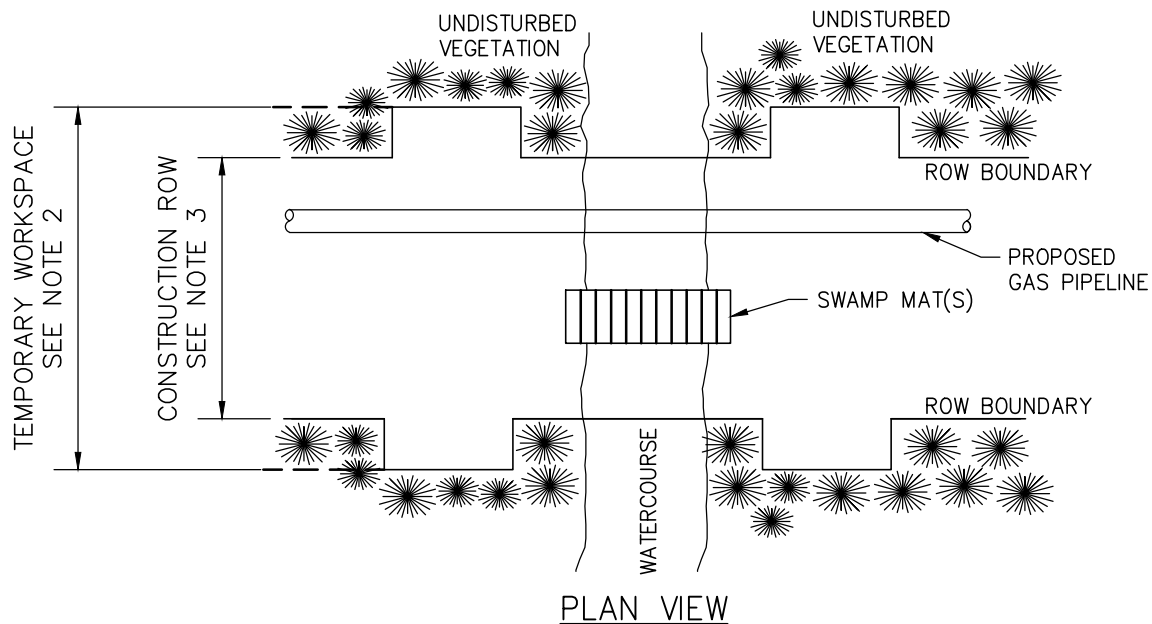 UNDISTURBED
VEGETATION
UNDISTURBED
VEGETATION
TEMPORARY WORKSPACE
SEE NOTE 2
CONSTRUCTION ROW
SEE NOTE 3
ROW BOUNDARY
PROPOSED
GAS PIPELINE
SWAMP MAT(S)
ROW BOUNDARY
WATERCOURSE
PLAN VIEW